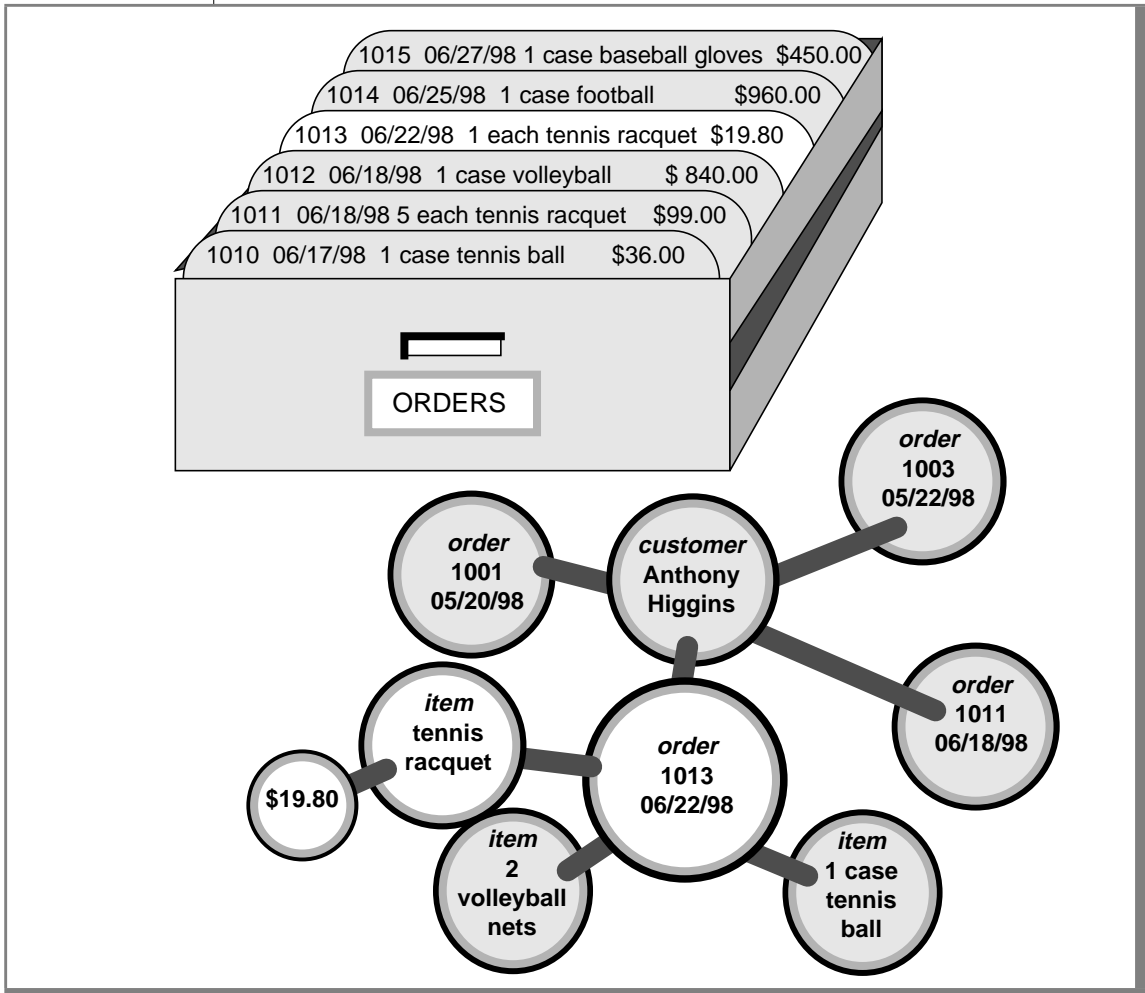 1015 06/27/98 1 case baseball gloves $450.00
1014 06/25/98 1 case football $960.00
1013 06/22/98 1 each tennis racquet $19.80
1012 06/18/98 1 case volleyball $ 840.00
1011 06/18/98 5 each tennis racquet $99.00
1010 06/17/98 1 case tennis ball $36.00
ORDERS
order
1003
05/22/98
order
1001
05/20/98
customer
Anthony
Higgins
order
1011
06/18/98
item
tennis
racquet
order
1013
06/22/98
$19.80
item
2
volleyball
nets
item
1 case
tennis
ball